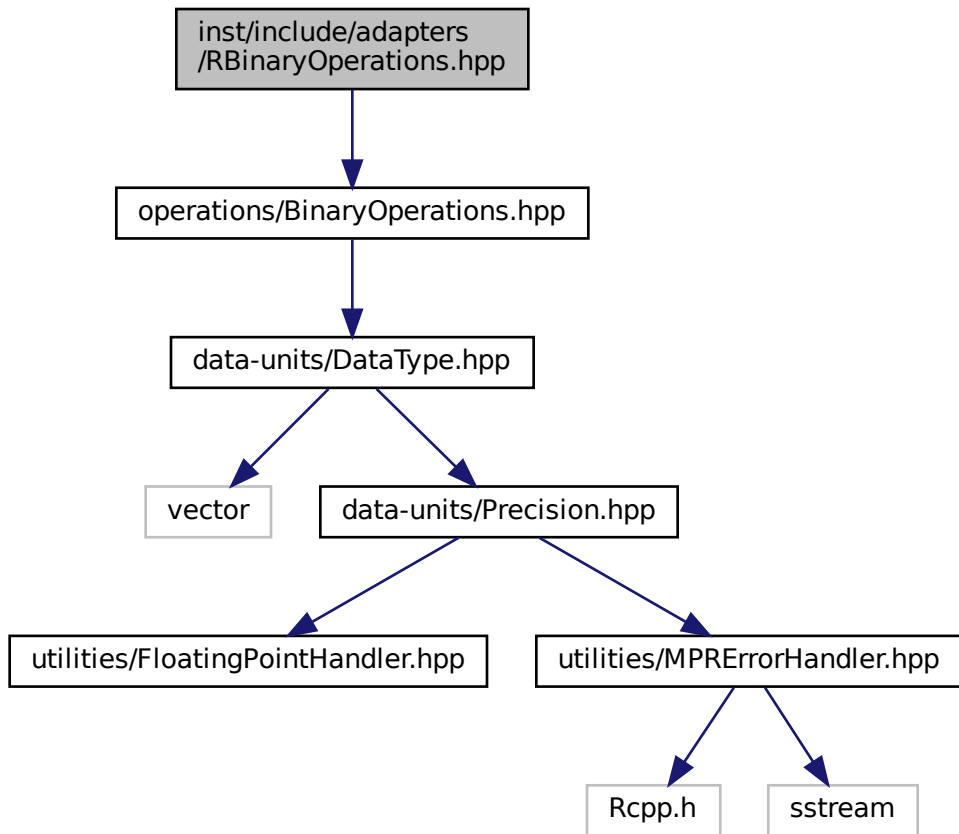 inst/include/adapters
/RBinaryOperations.hpp
operations/BinaryOperations.hpp
data-units/DataType.hpp
vector
data-units/Precision.hpp
utilities/FloatingPointHandler.hpp
utilities/MPRErrorHandler.hpp
Rcpp.h
sstream